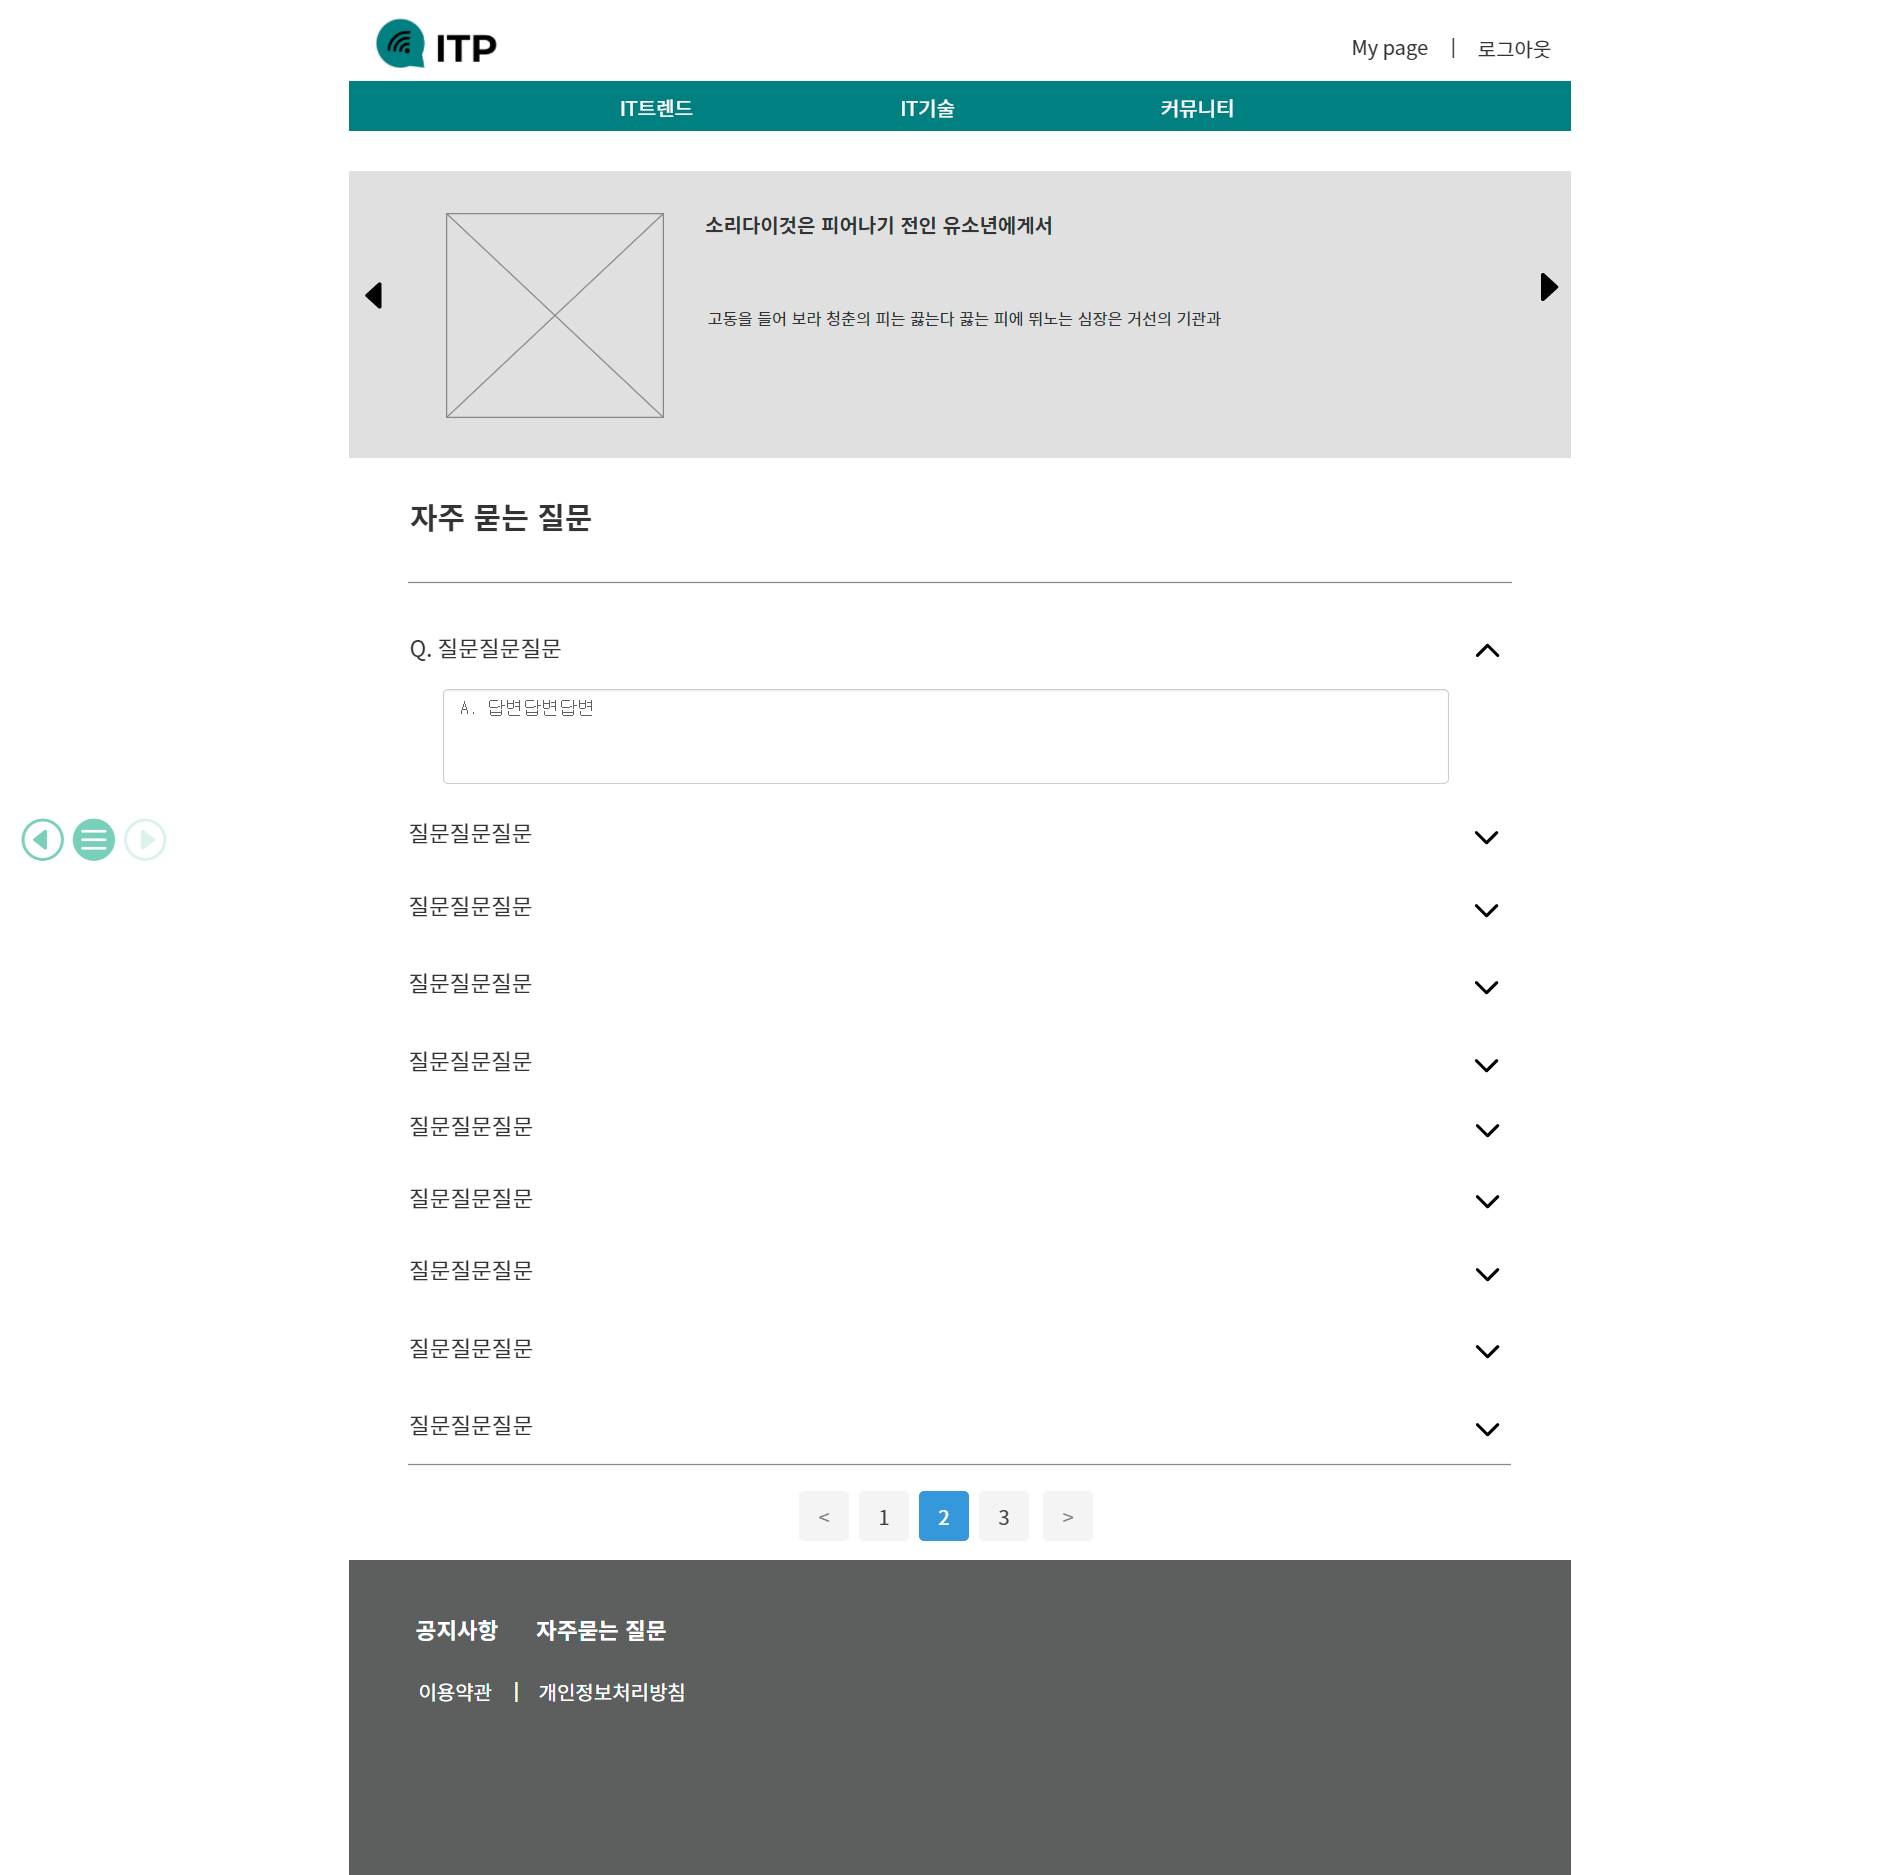 ITP
My page | 로그아웃
IT트렌드 IT기술 커뮤니티
소리다이것은 피어나기 전인 유소년에게서
고동을 들어 보라 청춘의 피는 끓는다 끓는 피에 뛰노는 심장은 거선의 기관과
자주 묻는 질문
Q. 질문질문질문
A. 답변답변답변
질문질문질문
질문질문질문
질문질문질문
질문질문질문
질문질문질문
질문질문질문
질문질문질문
질문질문질문
질문질문질문
< 1 2 3 >
공지사항 자주묻는 질문
이용약관 | 개인정보처리방침